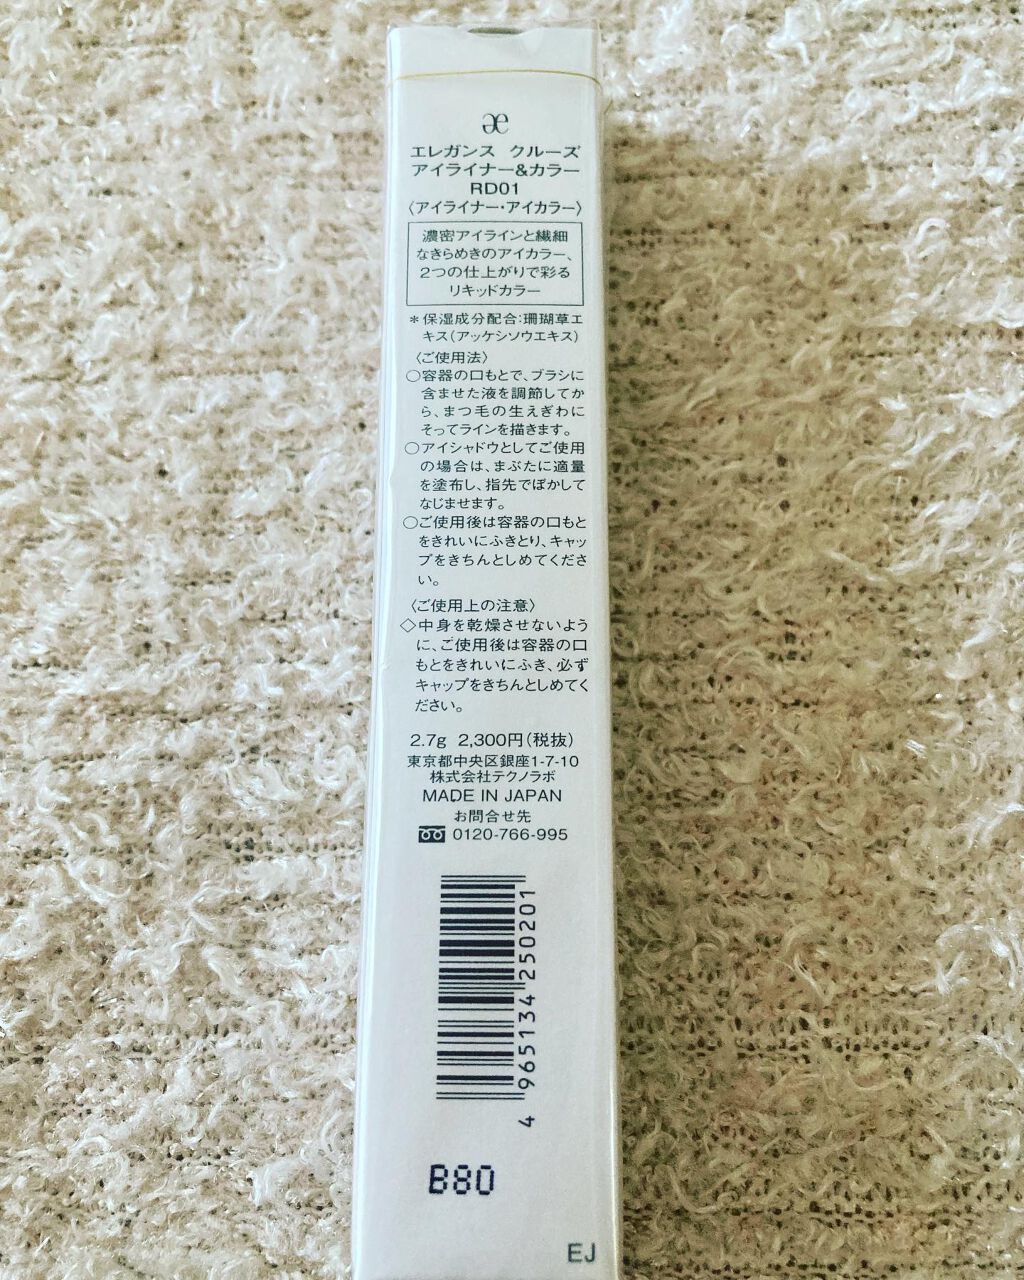 əe
エレガンス クルーズ
アイライナー&カラー
RD01
〈アイライナー・アイカラー〉
濃密アイラインと繊細
なきらめきのアイカラー、
2つの仕上がりで彩る
リキッドカラー
＊保湿成分配合:珊瑚草エ
キス(アッケシソウエキス)
〈ご使用法〉
○容器の口もとで、ブラシに
含ませた液を調節してか
ら、まつ毛の生えぎわに
そってラインを描きます。
○アイシャドウとしてご使用
の場合は、まぶたに適量
を塗布し、指先でぼかして
なじませます。
○ご使用後は容器の口もと
をきれいにふきとり、キャッ
プをきちんとしめてくださ
い。
〈ご使用上の注意〉
◇中身を乾燥させないよう
に、ご使用後は容器の口
もとをきれいにふき、必ず
キャップをきちんとしめてく
ださい。
2.7g 2,300円(税抜)
東京都中央区銀座1-7-10
株式会社テクノラボ
MADE IN JAPAN
お問合せ先
0120-766-995
4 965134 250201
B80
EJ